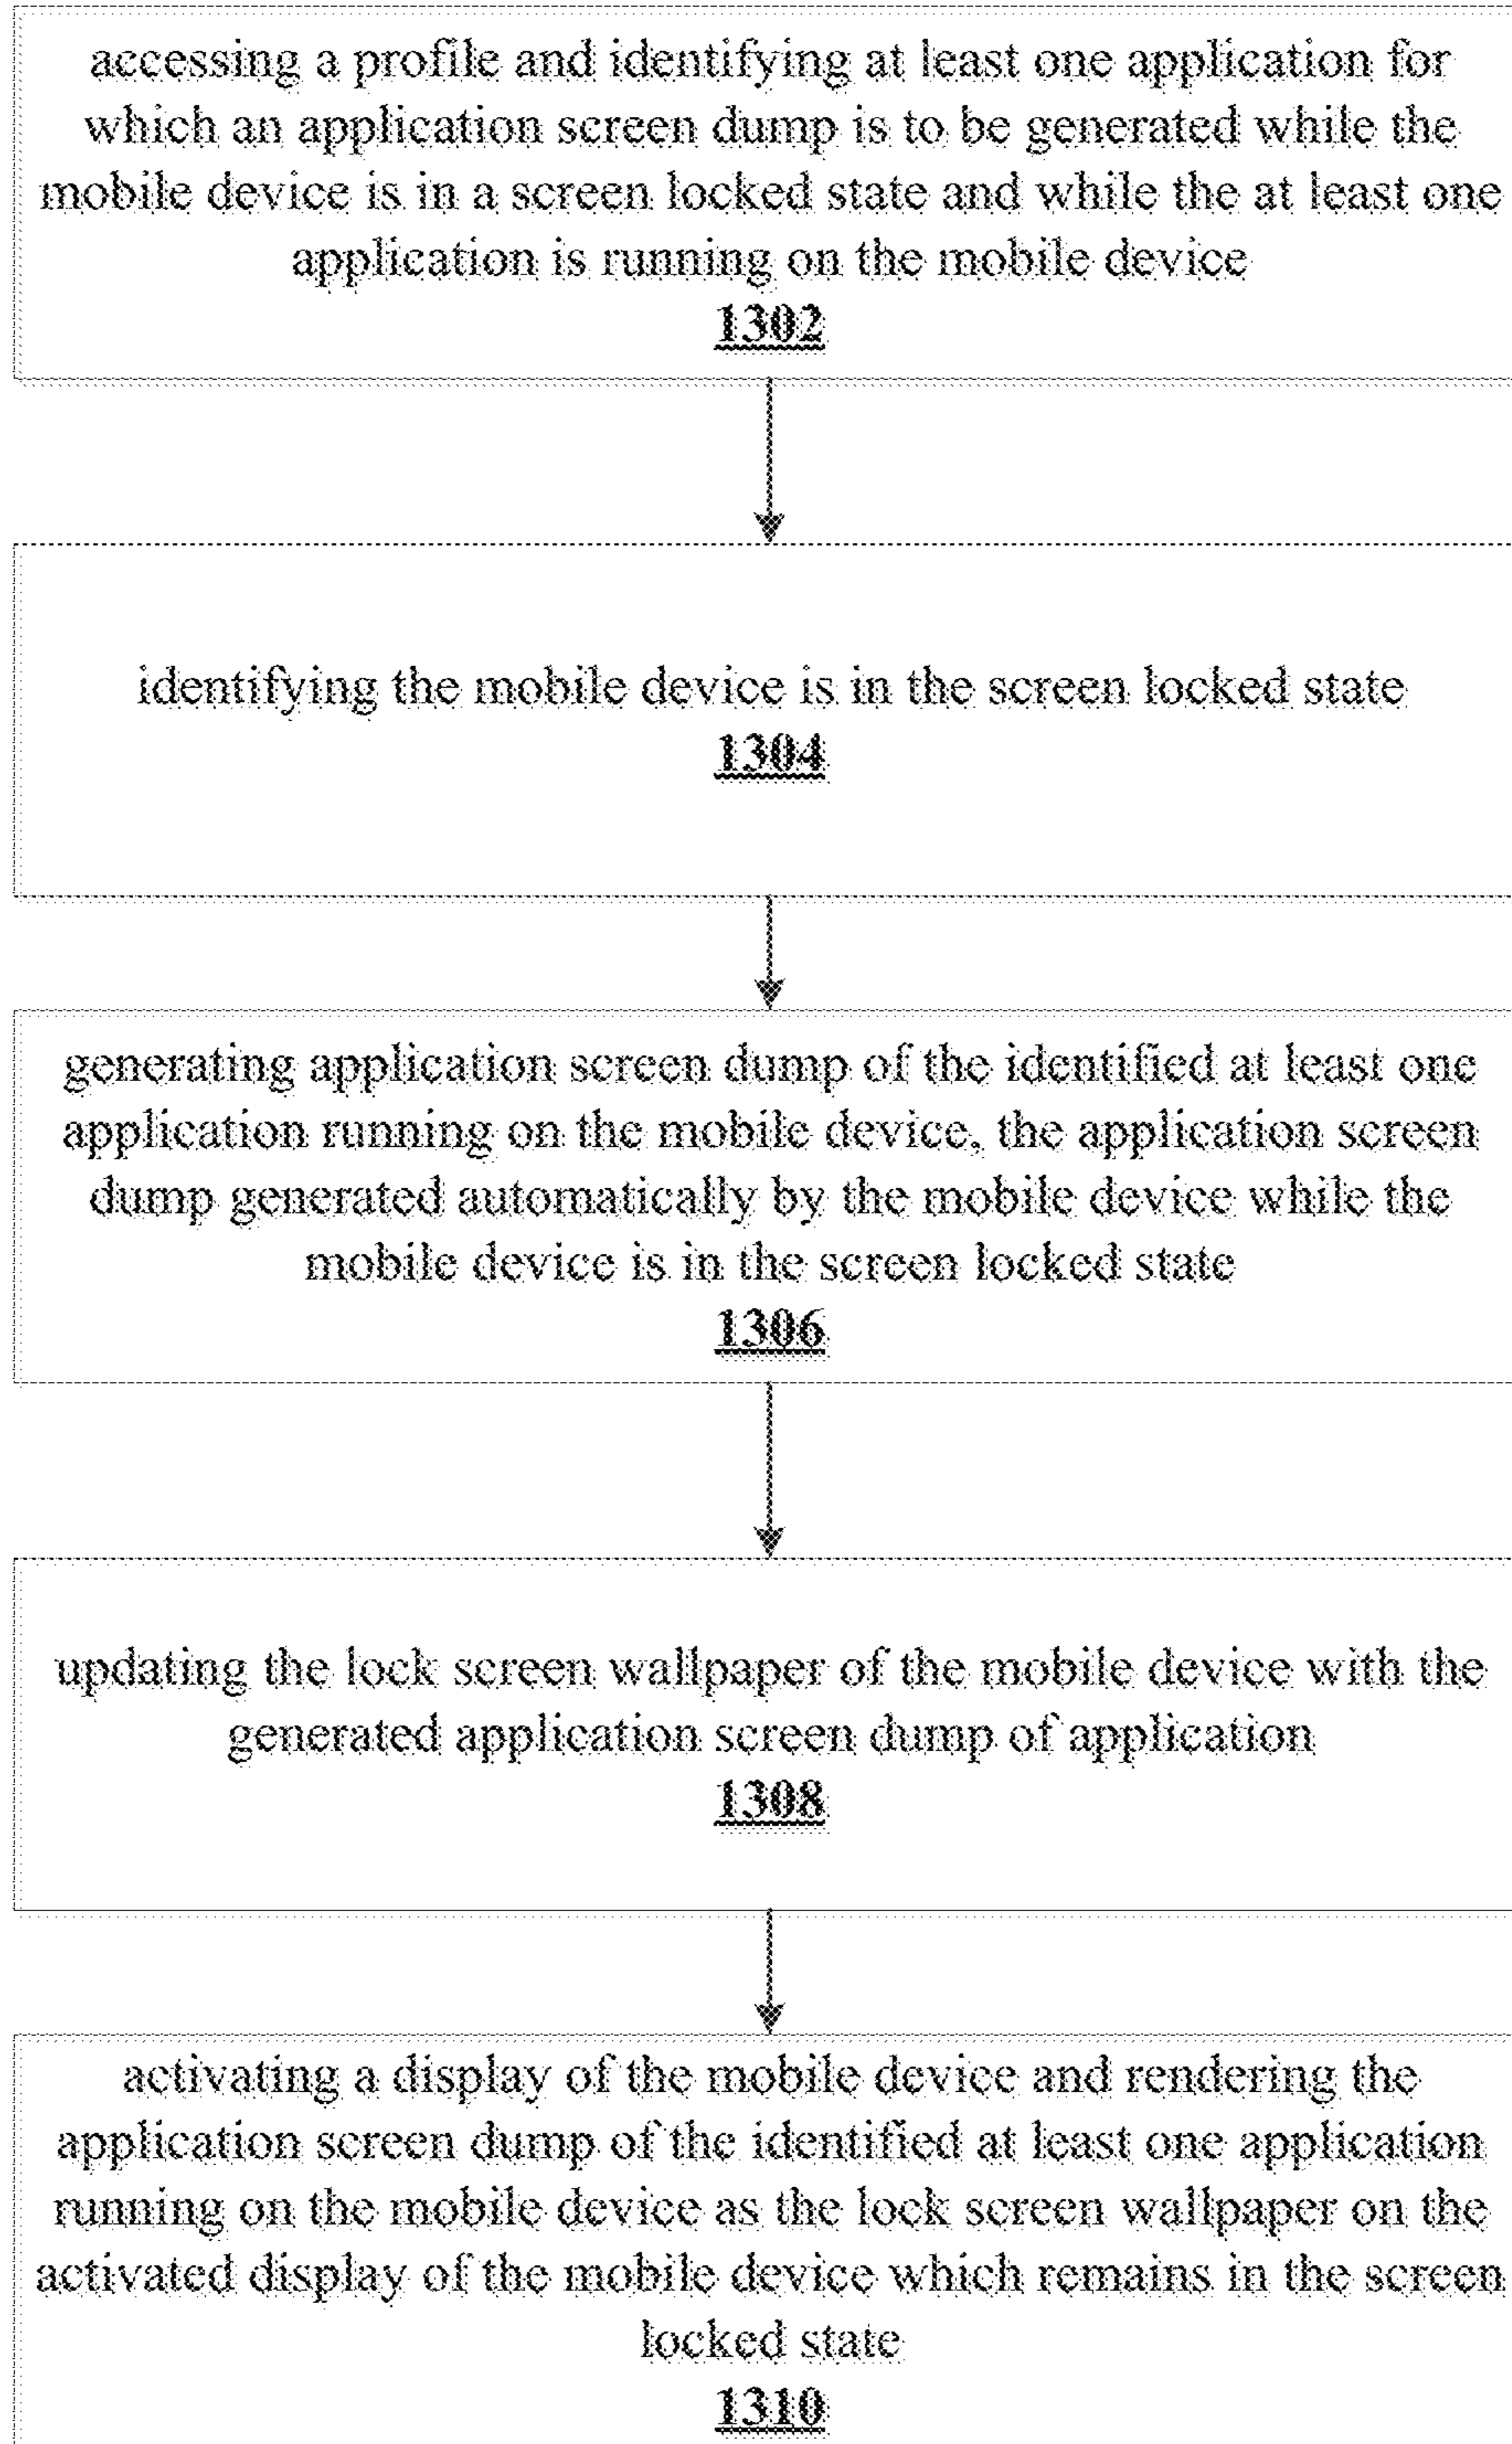 accessing a profile and identifying at least one application for
which an application screen dump is to be generated while the
mobile device is in a screen locked state and while the at least one
application is running on the mobile device
1302
identifying the mobile device is in the screen locked state
1304
generating application screen dump of the identified at least one
application running on the mobile device, the application screen
dump generated automatically by the mobile device while the
mobile device is in the screen locked state
1306
updating the lock screen wallpaper of the mobile device with the
generated application screen dump of application
1308
activating a display of the mobile device and rendering the
application screen dump of the identified at least one application
running on the mobile device as the lock screen wallpaper on the
activated display of the mobile device which remains in the screen
locked state
1310